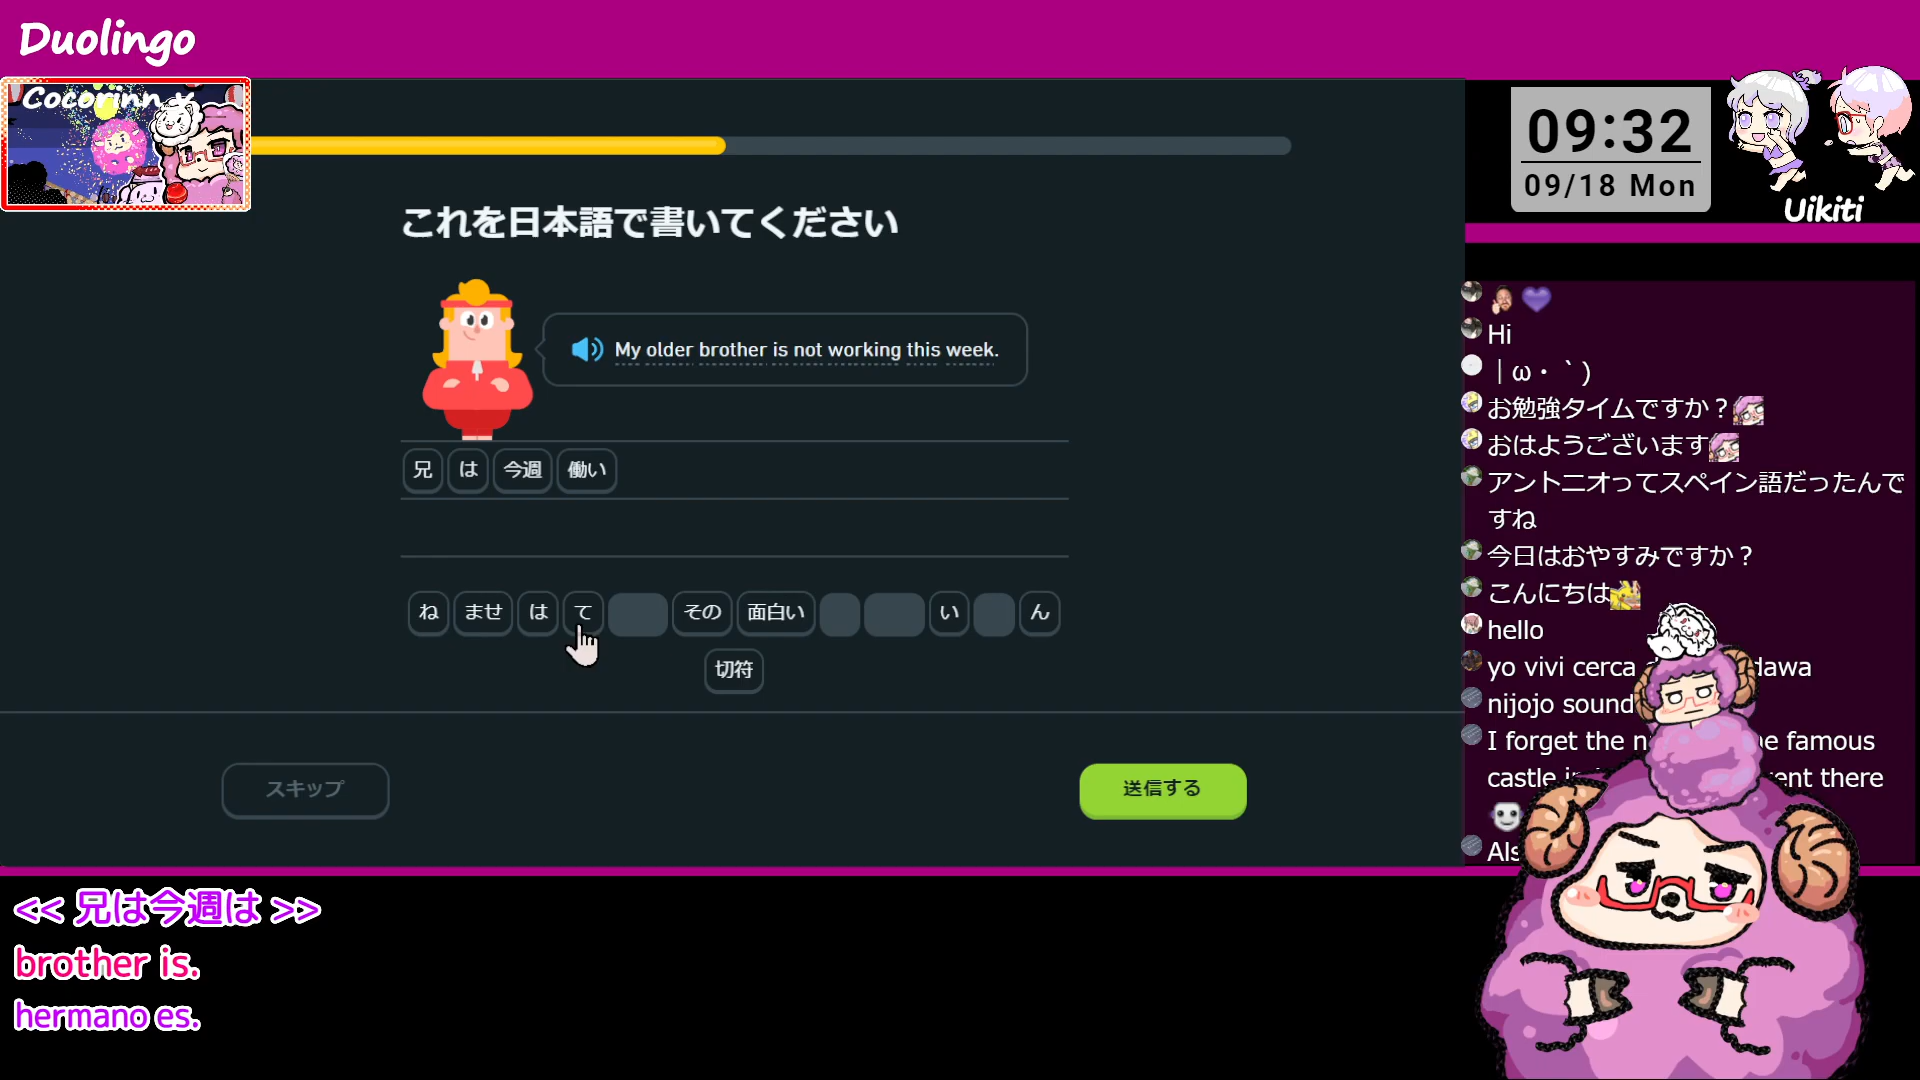 Duolingo
Cocorinn
09:32
09/18 Mon
Uikiti
これを日本語で書いてください
My older brother is not working this week.
兄 は 今週 働い
ね ませ は て その 面白い い ん
切符
スキップ
送信する
Hi
｜ω・｀)
お勉強タイムですか？
おはようございます
アントニオってスペイン語だったんで
すね
今日はおやすみですか？
こんにちは
hello
yo vivi cerca
nijojo sound
I forget the famous
castle there
<< 兄は今週は >>
brother is.
hermano es.